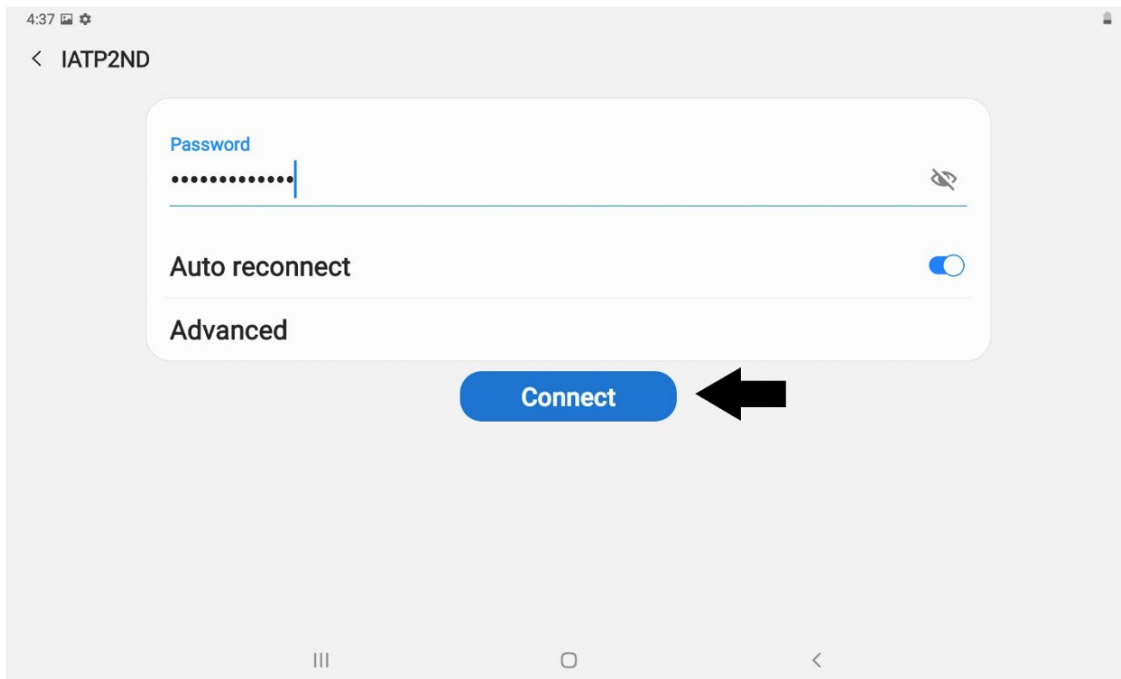 4:37
IATP2ND
Password
•••••••••••••
Auto reconnect
Advanced
Connect